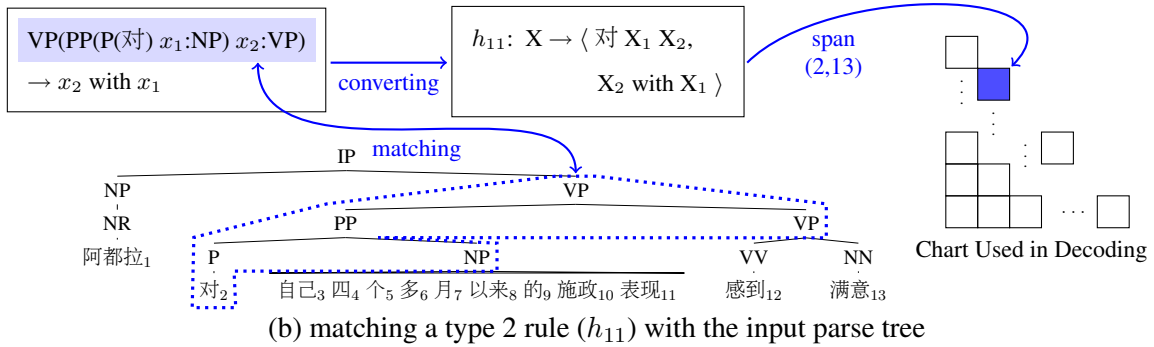 VP(PP(P(对) x₁:NP) x₂:VP)
→ x₂ with x₁
converting
h₁₁: X → ⟨ 对 X₁ X₂,
X₂ with X₁ ⟩
span
(2,13)
matching
IP
NP VP
NR PP VP
阿都拉₁ P NP VV NN
对₂ 自己₃ 四₄ 个₅ 多₆ 月₇ 以来₈ 的₉ 施政₁₀ 表现₁₁ 感到₁₂ 满意₁₃
Chart Used in Decoding
(b) matching a type 2 rule (h₁₁) with the input parse tree